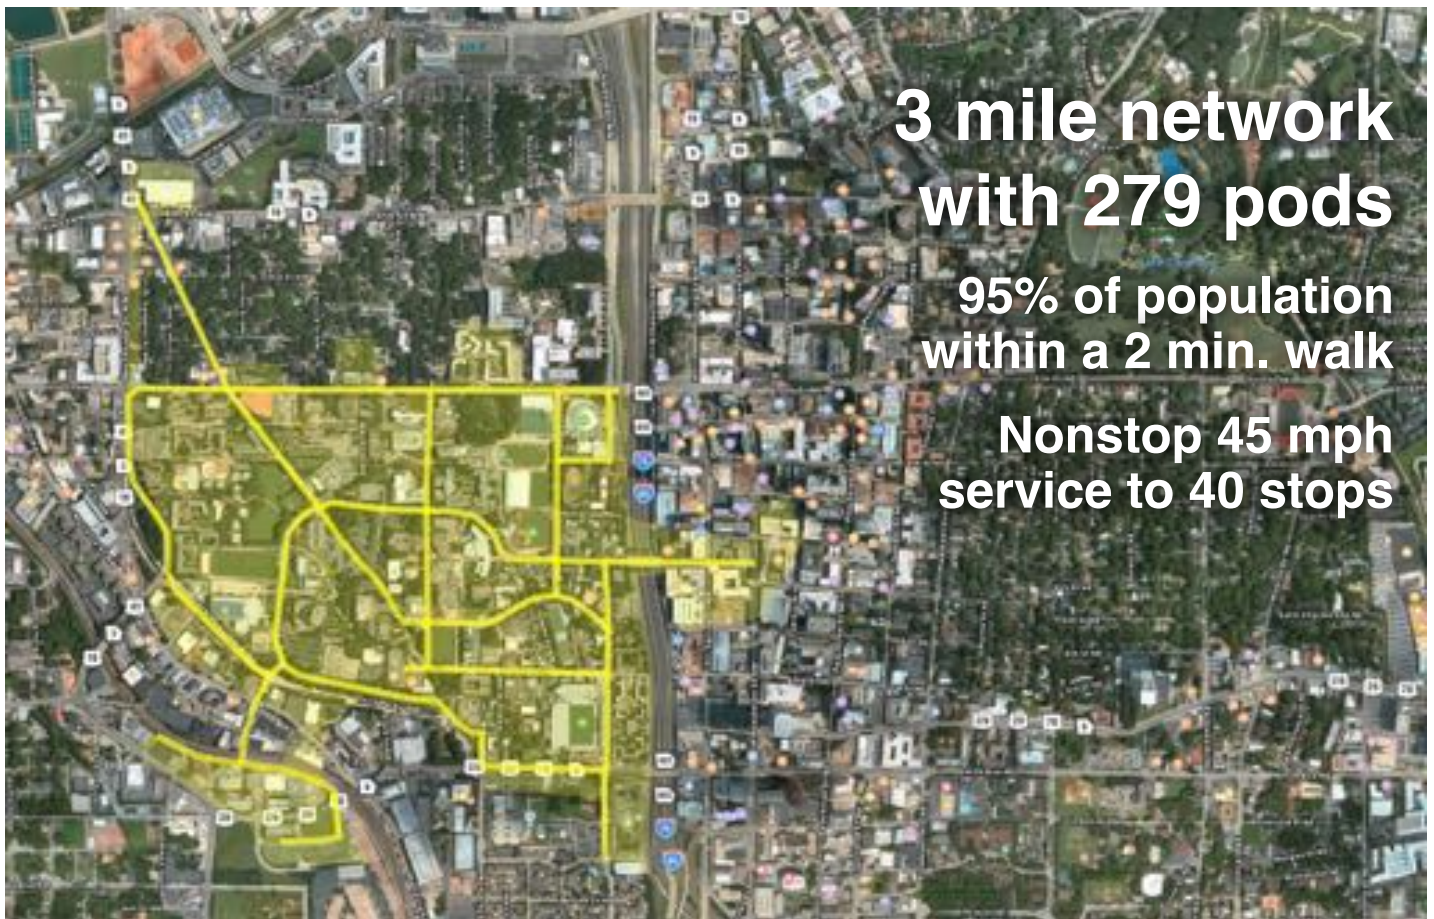 3 mile network
with 279 pods
95% of population
within a 2 min. walk
Nonstop 45 mph
service to 40 stops